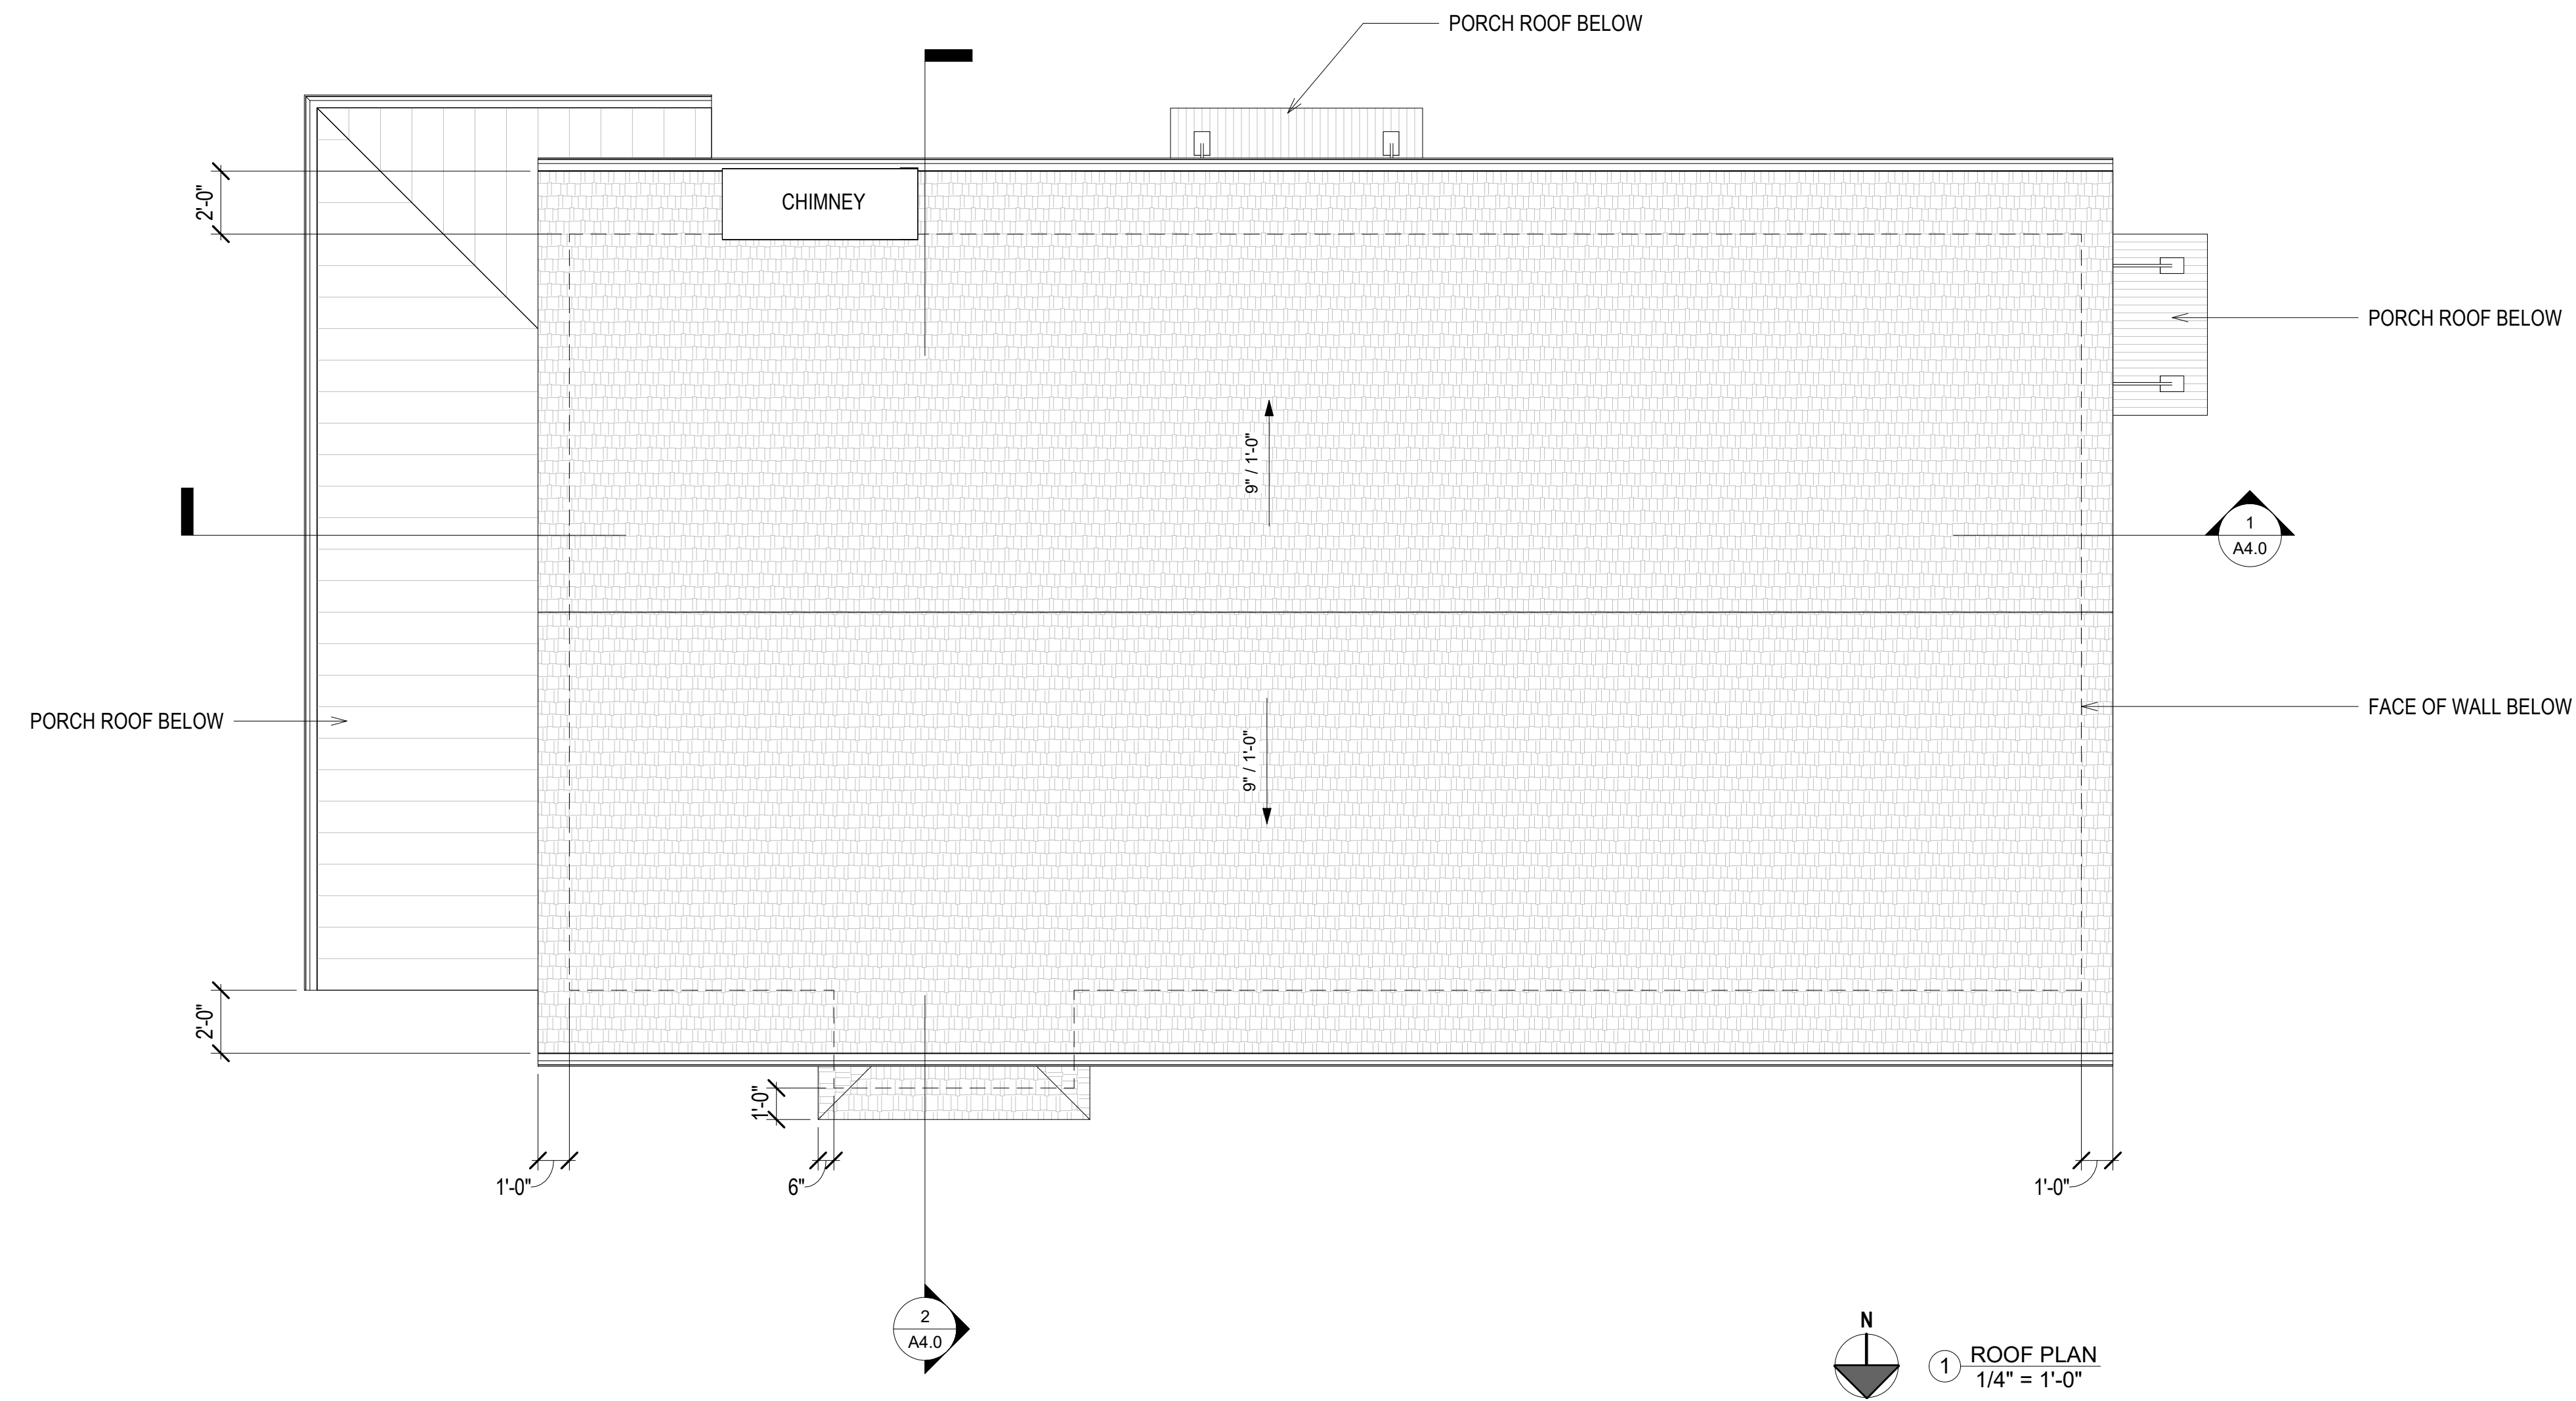 PORCH ROOF BELOW
CHIMNEY
2'-0"
PORCH ROOF BELOW
9" / 1'-0"
1
A4.0
PORCH ROOF BELOW
FACE OF WALL BELOW
9" / 1'-0"
2'-0"
1'-0"
1'-0"
6"
1'-0"
2
A4.0
N
1
ROOF PLAN
1/4" = 1'-0"